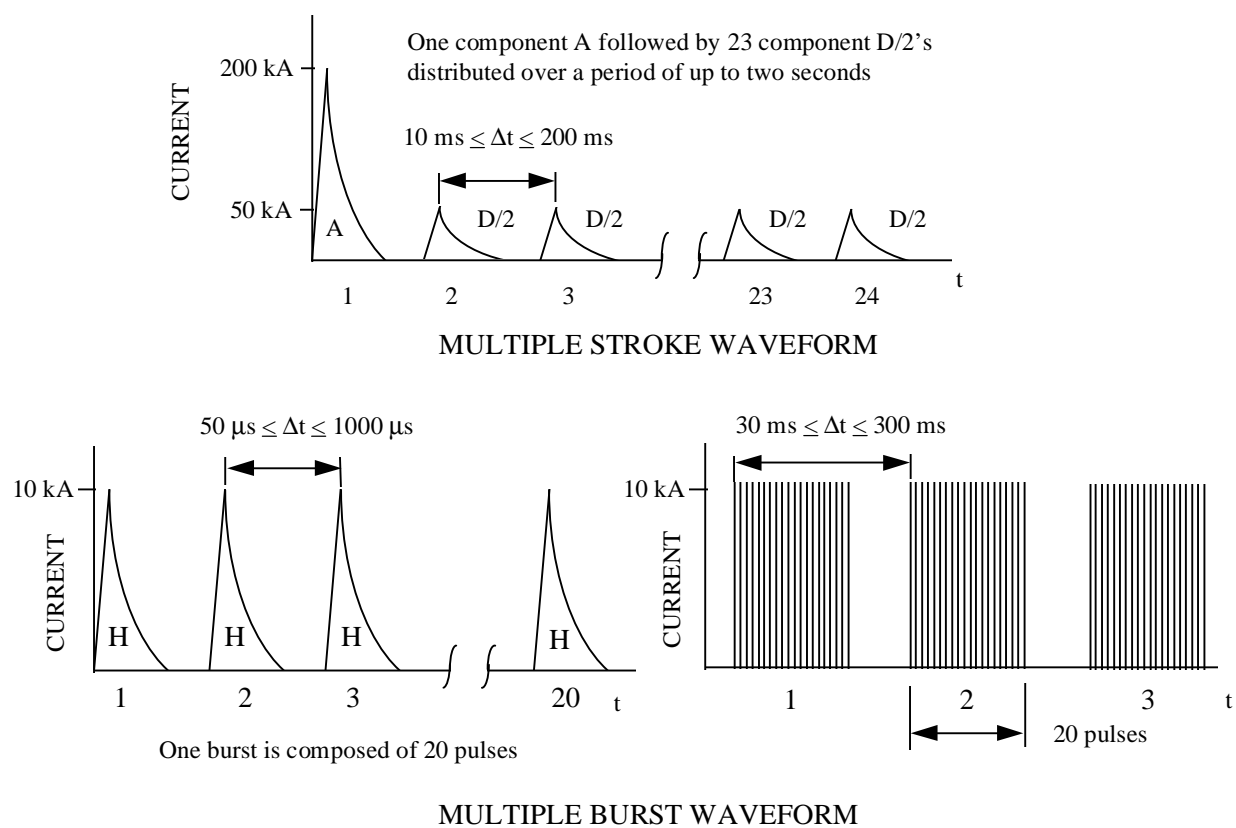 One component A followed by 23 component D/2’s
distributed over a period of up to two seconds
200 kA
CURRENT
10 ms ≤ Δt ≤ 200 ms
50 kA
A
D/2
D/2
D/2
D/2
t
1
2
3
23
24
MULTIPLE STROKE WAVEFORM
50 μs ≤ Δt ≤ 1000 μs
10 kA
CURRENT
H
H
H
H
1
2
3
20
t
One burst is composed of 20 pulses
30 ms ≤ Δt ≤ 300 ms
10 kA
CURRENT
1
2
3
t
20 pulses
MULTIPLE BURST WAVEFORM